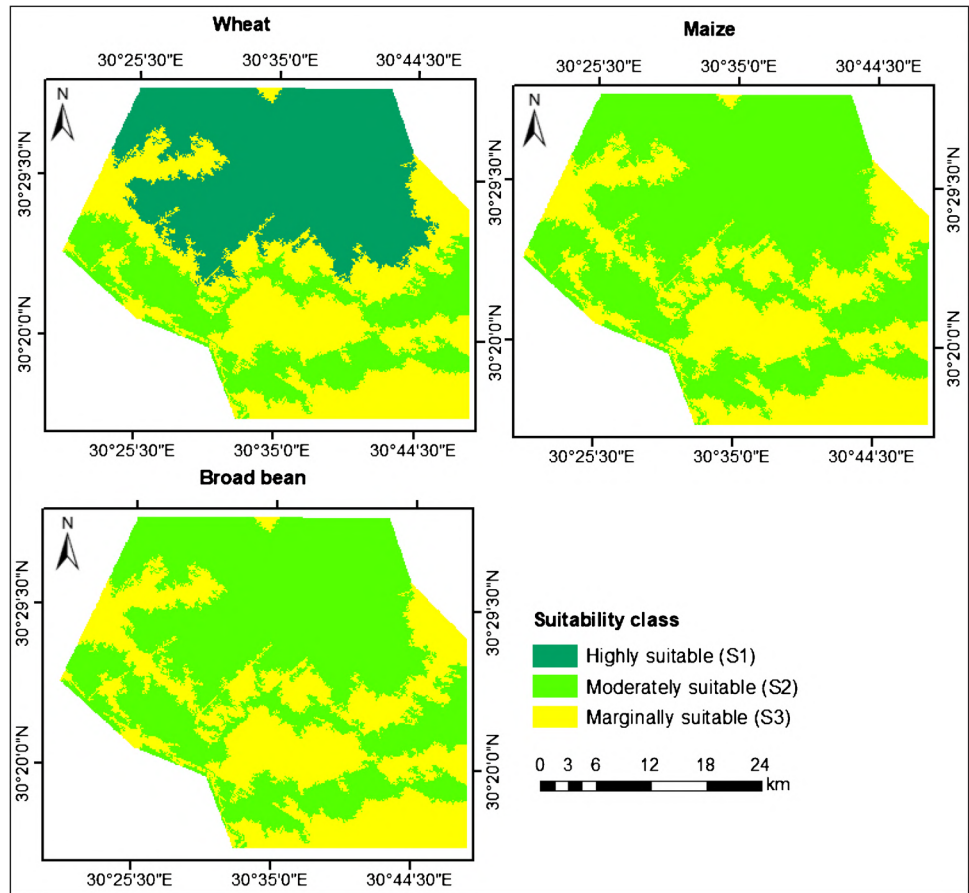 Wheat
30°25'30"E 30°35'0"E 30°44'30"E
N
30°29'30"N
30°29'30"N
30°20'0"N
30°20'0"N
30°25'30"E 30°35'0"E 30°44'30"E
Maize
30°25'30"E 30°35'0"E 30°44'30"E
N
30°29'30"N
30°20'0"N
30°25'30"E 30°35'0"E 30°44'30"E
Broad bean
N
30°29'30"N
30°29'30"N
30°20'0"N
30°20'0"N
30°25'30"E 30°35'0"E 30°44'30"E
Suitability class
Highly suitable (S1)
Moderately suitable (S2)
Marginally suitable (S3)
0 3 6 12 18 24
km